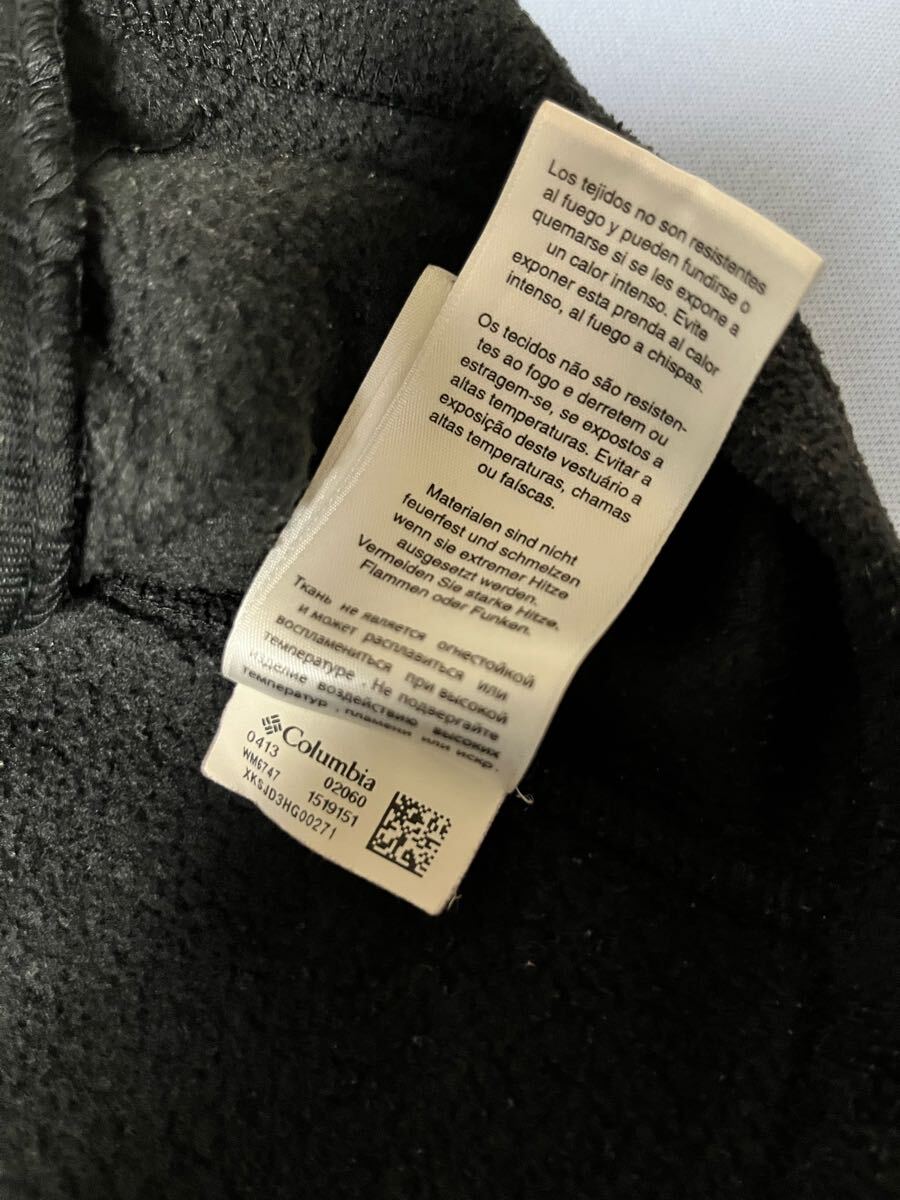 Los tejidos no son resistentes
al fuego y pueden fundirse o
quemarse si se les expone a
un calor intenso. Evite
exponer esta prenda al calor
intenso, al fuego a chispas.
Os tecidos não são resisten-
tes ao fogo e derretem ou
estragem-se, se expostos a
altas temperaturas. Evitar a
exposição deste vestuário a
altas temperaturas, chamas
ou faíscas.
Materialen sind nicht
feuerfest und schmelzen
wenn sie extremer Hitze
ausgesetzt werden.
Vermeiden Sie starke Hitze,
Flammen oder Funken.
Ткань не является огнестойкой
и может расплавиться или
воспламениться при высокой
температуре . Не подвергайте
изделие воздействию высоких
температур , пламени или искр.
Columbia
0413 02060
WM6747 1519151
XKSJD3HG00271